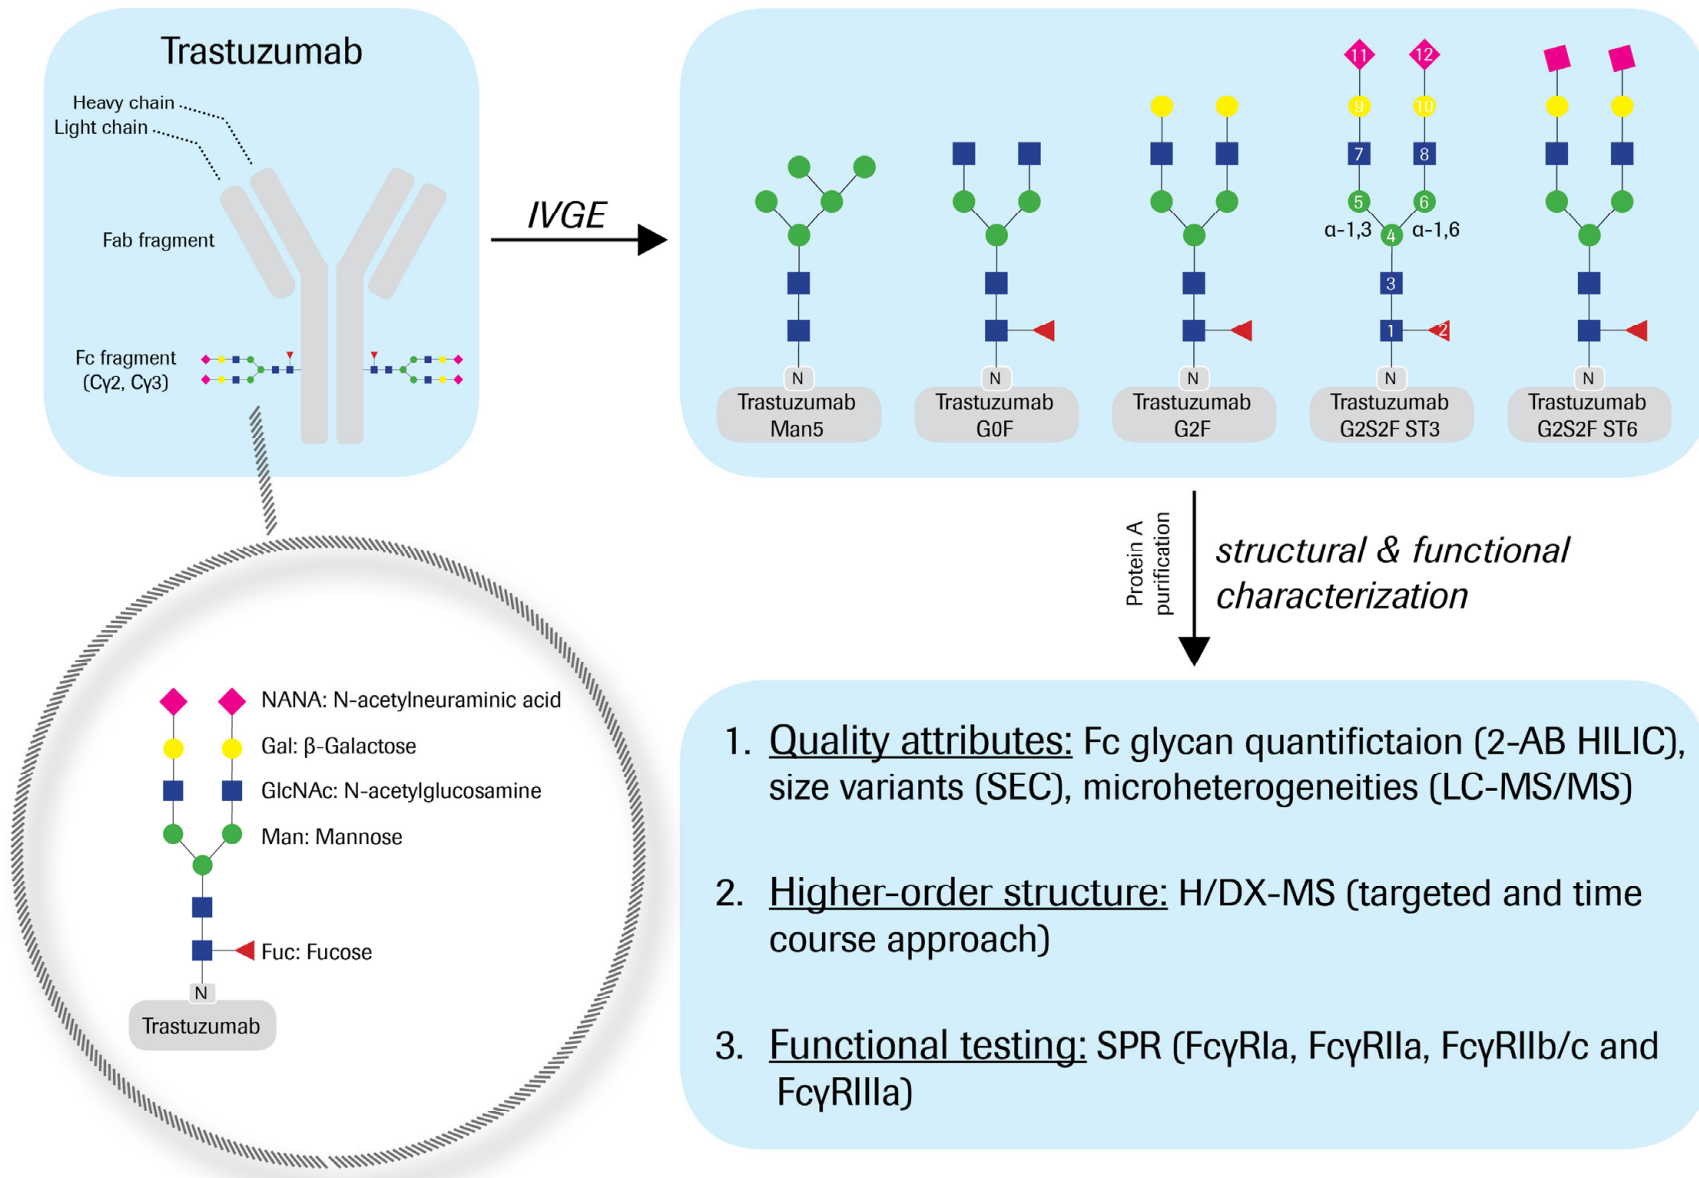 Trastuzumab
Heavy chain
Light chain
Fab fragment
Fc fragment
(Cγ2, Cγ3)
IVGE
N
Trastuzumab
Man5
N
Trastuzumab
G0F
N
Trastuzumab
G2F
11
12
9
10
7
8
5
6
α-1,3
4
α-1,6
3
1
2
N
Trastuzumab
G2S2F ST3
N
Trastuzumab
G2S2F ST6
Protein A
purification
structural & functional
characterization
NANA: N-acetylneuraminic acid
Gal: β-Galactose
GlcNAc: N-acetylglucosamine
Man: Mannose
Fuc: Fucose
N
Trastuzumab
1. Quality attributes: Fc glycan quantifictaion (2-AB HILIC),
size variants (SEC), microheterogeneities (LC-MS/MS)
2. Higher-order structure: H/DX-MS (targeted and time
course approach)
3. Functional testing: SPR (FcγRIa, FcγRIIa, FcγRIIb/c and
FcγRIIIa)